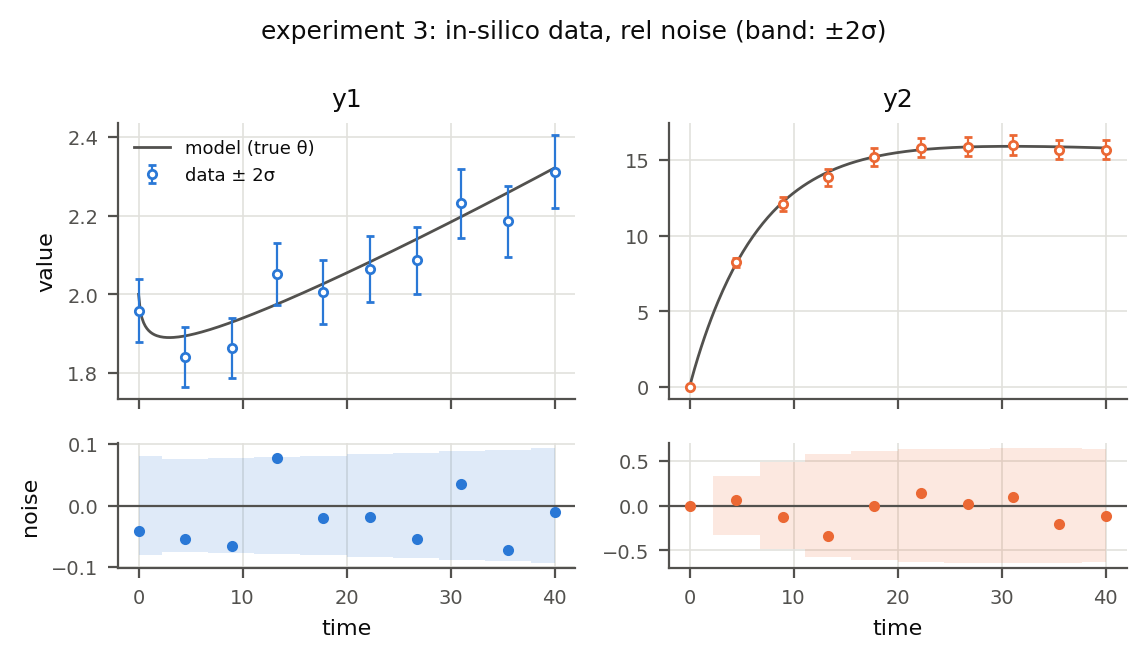 experiment 3: in-silico data, rel noise (band: ±2σ)
y1
y2
value
2.4
2.2
2.0
1.8
model (true θ)
data ± 2σ
15
10
5
0
noise
0.1
0.0
−0.1
0.5
0.0
−0.5
0
10
20
30
40
0
10
20
30
40
time
time